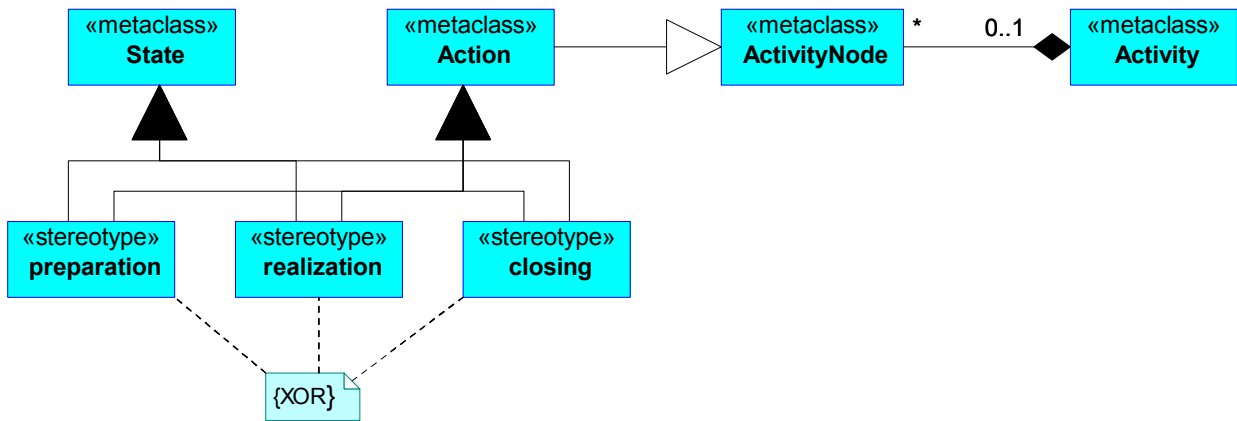 «metaclass»
State
«metaclass»
Action
«metaclass»
ActivityNode
*
0..1
«metaclass»
Activity
«stereotype»
preparation
«stereotype»
realization
«stereotype»
closing
{XOR}